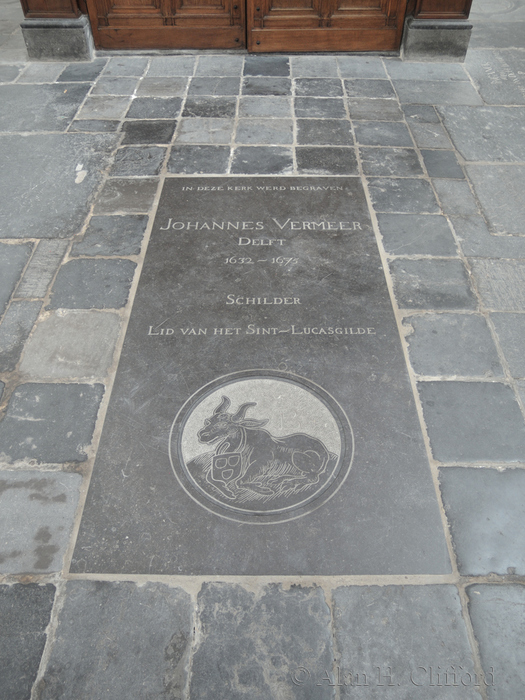 IN DEZE KERK WERD BEGRAVEN
JOHANNES VERMEER
DELFT
1632 – 1675
SCHILDER
LID VAN HET SINT–LUCASGILDE
© Alan H. Clifford